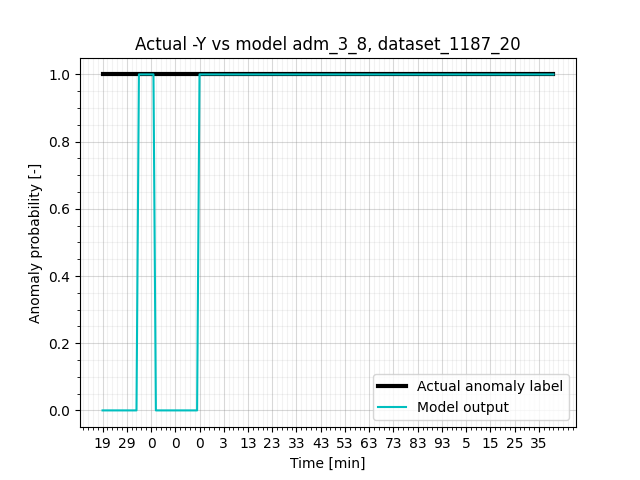 Actual -Y vs model adm_3_8, dataset_1187_20
Anomaly probability [-]
1.0
0.8
0.6
0.4
0.2
0.0
Actual anomaly label
Model output
19 29 0 0 0 3 13 23 33 43 53 63 73 83 93 5 15 25 35
Time [min]